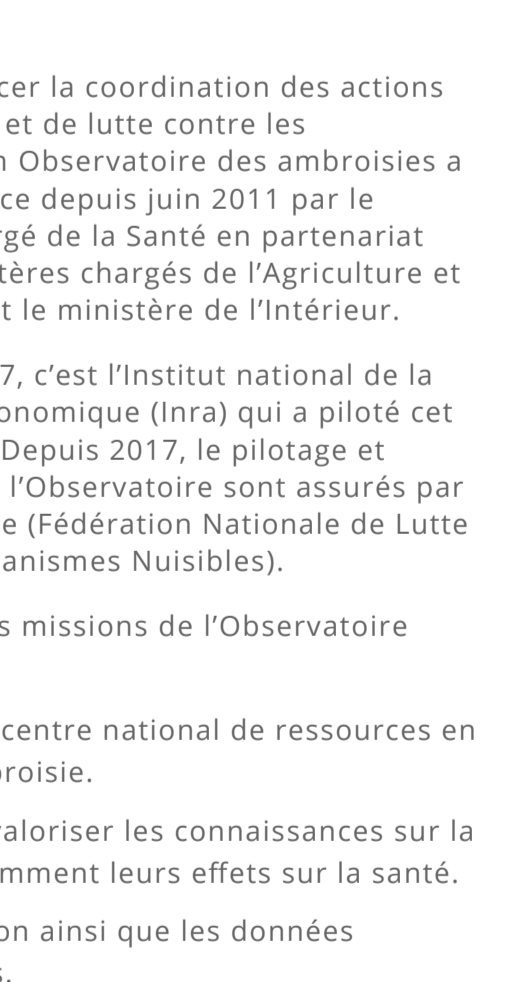 cer la coordination des actions
et de lutte contre les
n Observatoire des ambroisies a
ce depuis juin 2011 par le
rgé de la Santé en partenariat
tères chargés de l’Agriculture et
t le ministère de l’Intérieur.
7, c’est l’Institut national de la
onomique (Inra) qui a piloté cet
Depuis 2017, le pilotage et
l’Observatoire sont assurés par
e (Fédération Nationale de Lutte
anismes Nuisibles).
s missions de l’Observatoire
centre national de ressources en
roisie.
valoriser les connaissances sur la
mment leurs effets sur la santé.
on ainsi que les données
s.